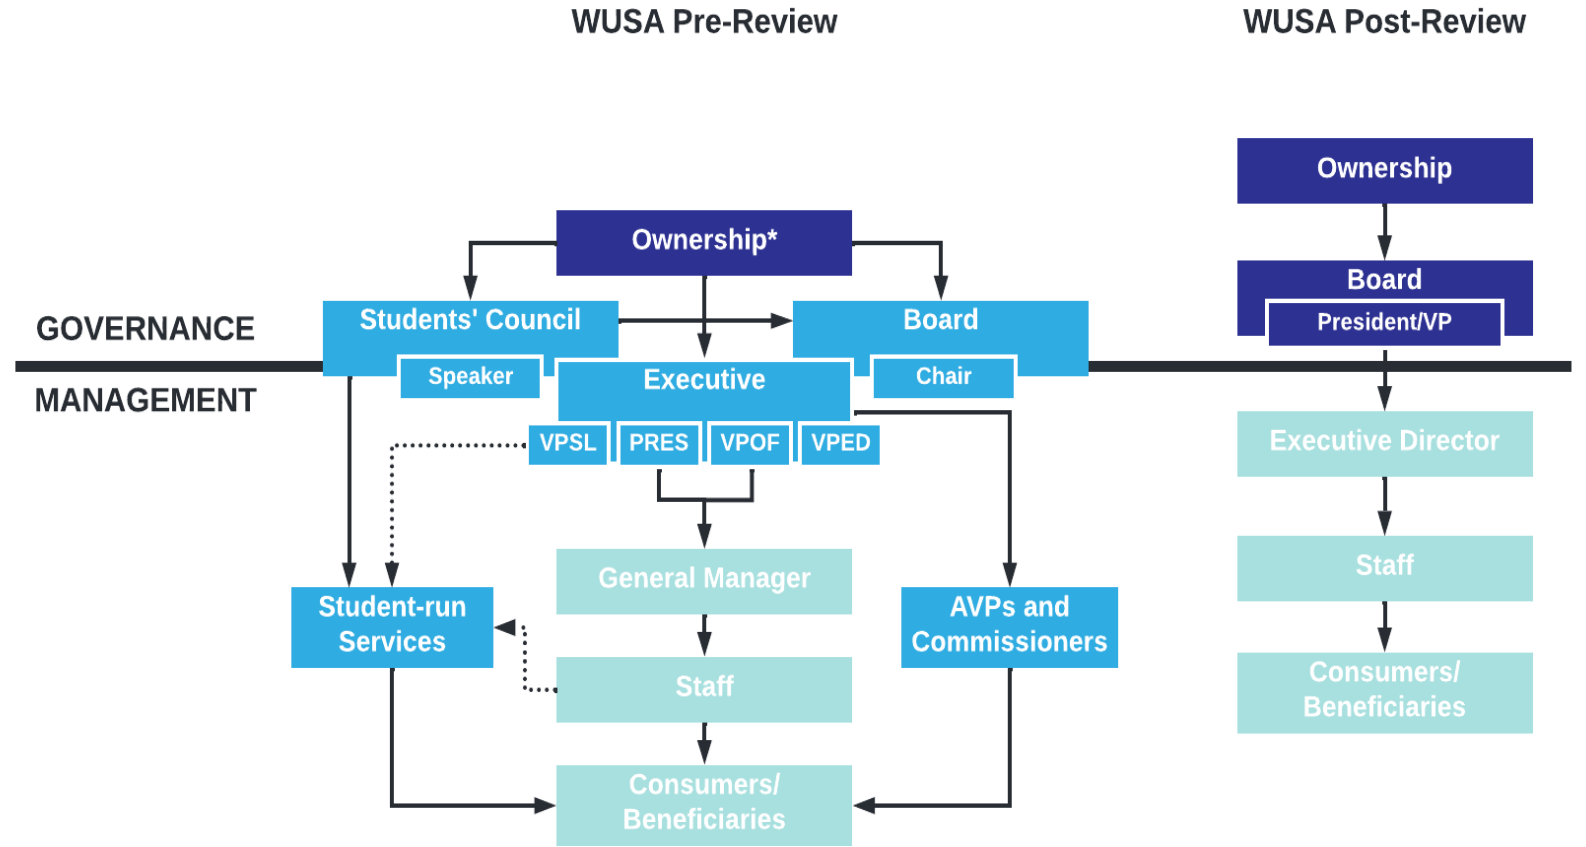 WUSA Pre-Review
WUSA Post-Review
GOVERNANCE
MANAGEMENT
Ownership*
Students' Council
Speaker
Board
Chair
Executive
VPSL
PRES
VPOF
VPED
General Manager
Student-run
Services
AVPs and
Commissioners
Staff
Consumers/
Beneficiaries
Ownership
Board
President/VP
Executive Director
Staff
Consumers/
Beneficiaries